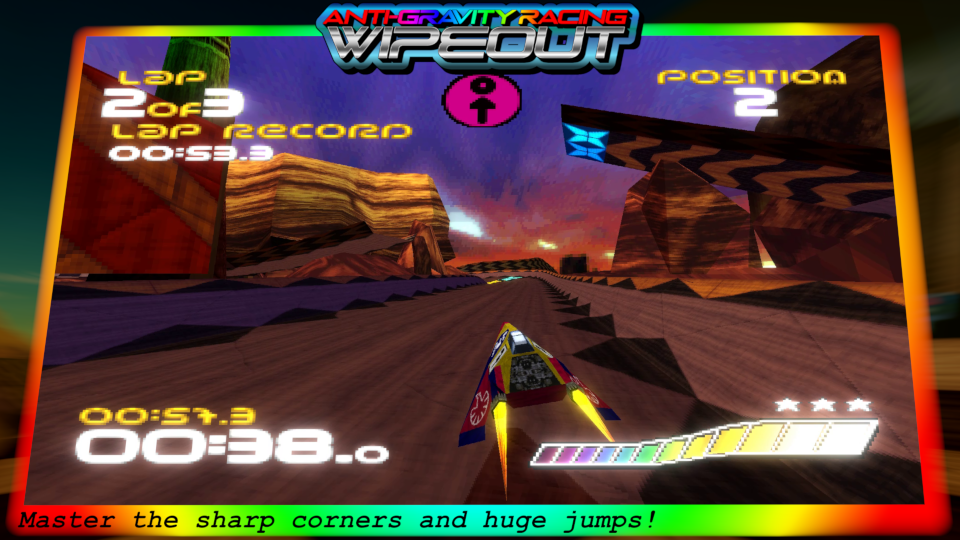 ANTI-GRAVITY RACING
WIPEOUT
LAP
2 OF 3
LAP RECORD
00:53.3
POSITION
2
00:57.3
00:38.0
Master the sharp corners and huge jumps!